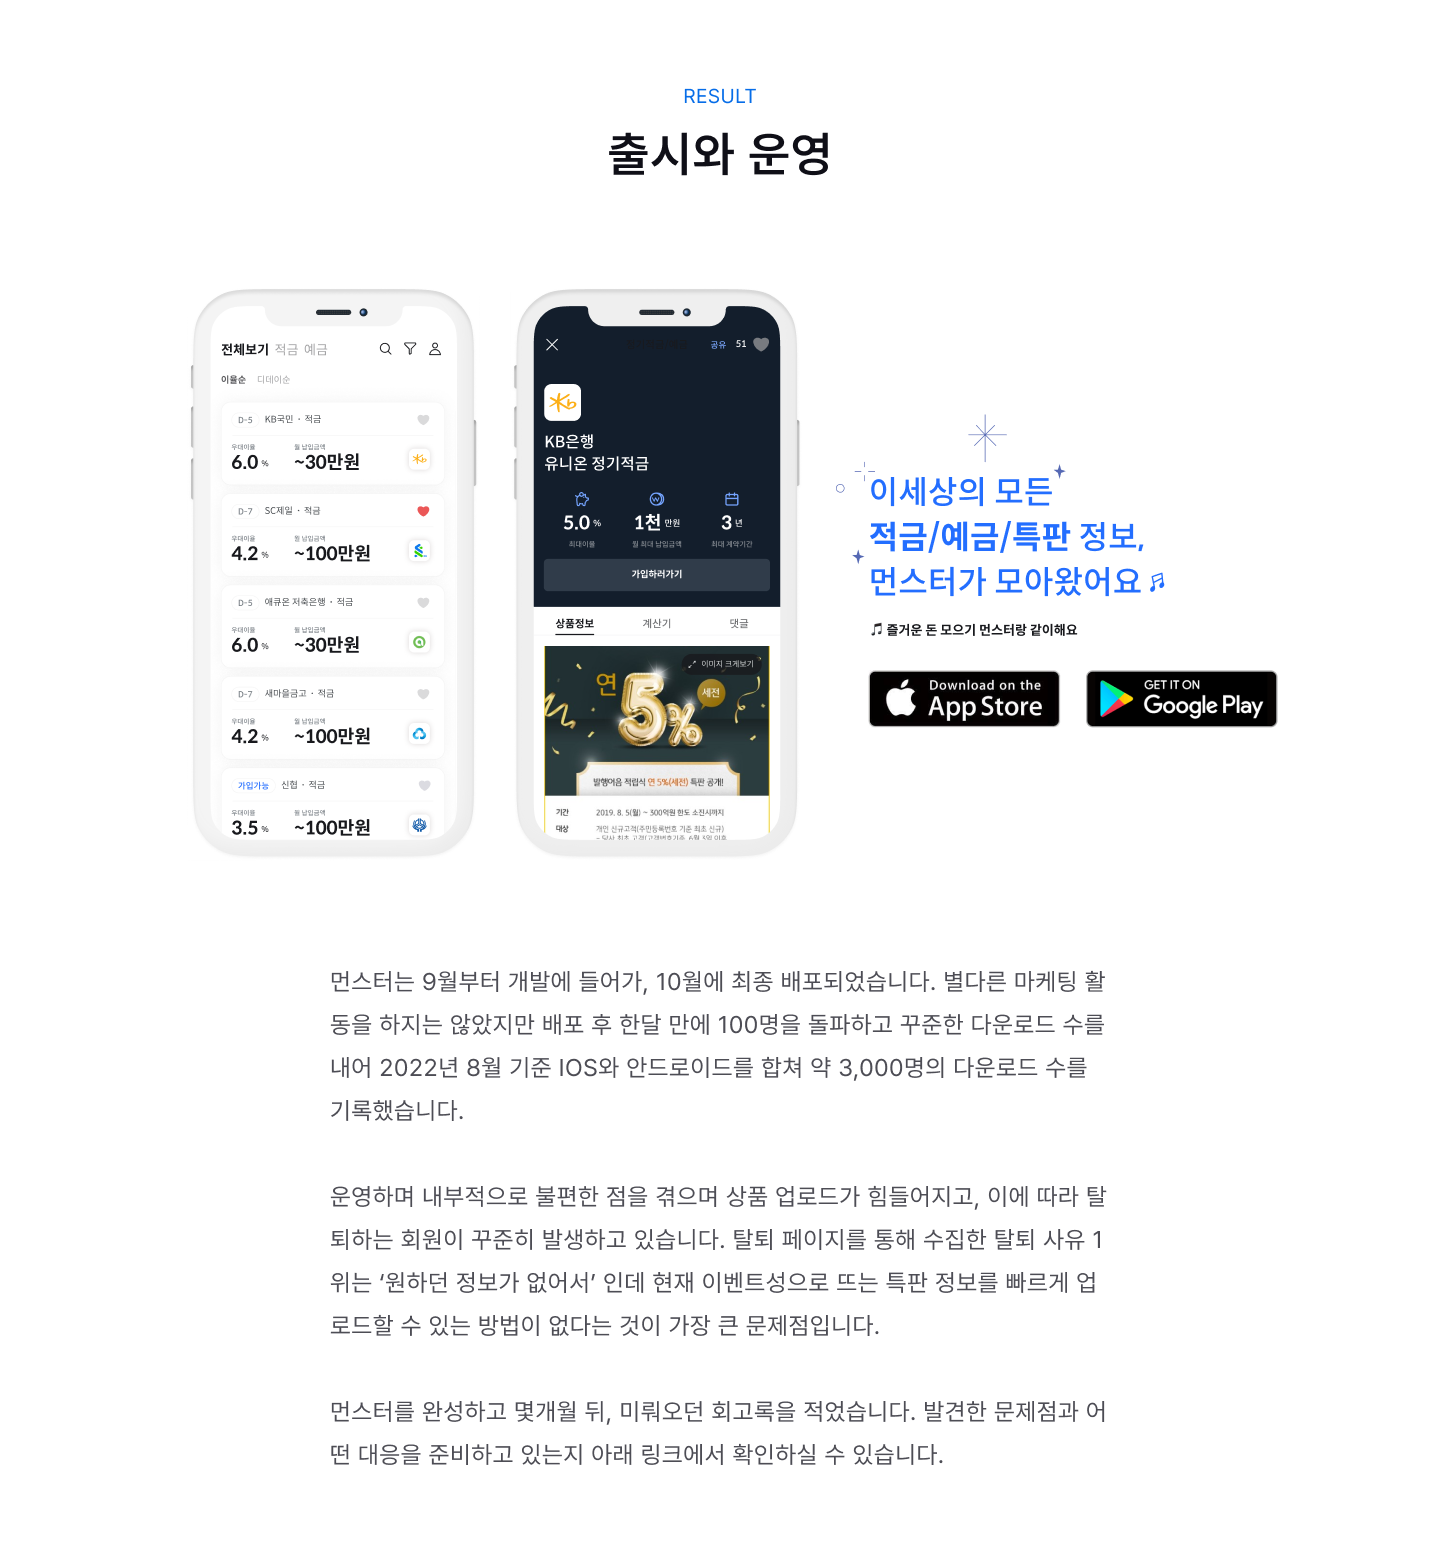 RESULT
출시와 운영
전체보기 적금 예금
이율순 디데이순
D-5 KB국민 · 적금
우대이율 월 납입금액
6.0 % ~30만원
D-7 SC제일 · 적금
우대이율 월 납입금액
4.2 % ~100만원
D-5 애큐온 저축은행 · 적금
우대이율 월 납입금액
6.0 % ~30만원
D-7 새마을금고 · 적금
우대이율 월 납입금액
4.2 % ~100만원
가입가능 신협 · 적금
우대이율 월 납입금액
3.5 % ~100만원
공유 51
KB은행
유니온 정기적금
5.0 % 1천 만원 3 년
최대이율 월 최대 납입금액 최대 계약기간
가입하러가기
상품정보 계산기 댓글
이미지 크게보기
연 5% 세전
발행어음 적립식 연 5%(세전) 특판 공개!
기간 2019. 8. 5(월) ~ 300억원 한도 소진시까지
대상 개인 신규고객(주민등록번호 기준 최초 신규)
이세상의 모든
적금/예금/특판 정보,
먼스터가 모아왔어요
즐거운 돈 모으기 먼스터랑 같이해요
Download on the
App Store
GET IT ON
Google Play
먼스터는 9월부터 개발에 들어가, 10월에 최종 배포되었습니다. 별다른 마케팅 활
동을 하지는 않았지만 배포 후 한달 만에 100명을 돌파하고 꾸준한 다운로드 수를
내어 2022년 8월 기준 IOS와 안드로이드를 합쳐 약 3,000명의 다운로드 수를
기록했습니다.
운영하며 내부적으로 불편한 점을 겪으며 상품 업로드가 힘들어지고, 이에 따라 탈
퇴하는 회원이 꾸준히 발생하고 있습니다. 탈퇴 페이지를 통해 수집한 탈퇴 사유 1
위는 ‘원하던 정보가 없어서’ 인데 현재 이벤트성으로 뜨는 특판 정보를 빠르게 업
로드할 수 있는 방법이 없다는 것이 가장 큰 문제점입니다.
먼스터를 완성하고 몇개월 뒤, 미뤄오던 회고록을 적었습니다. 발견한 문제점과 어
떤 대응을 준비하고 있는지 아래 링크에서 확인하실 수 있습니다.